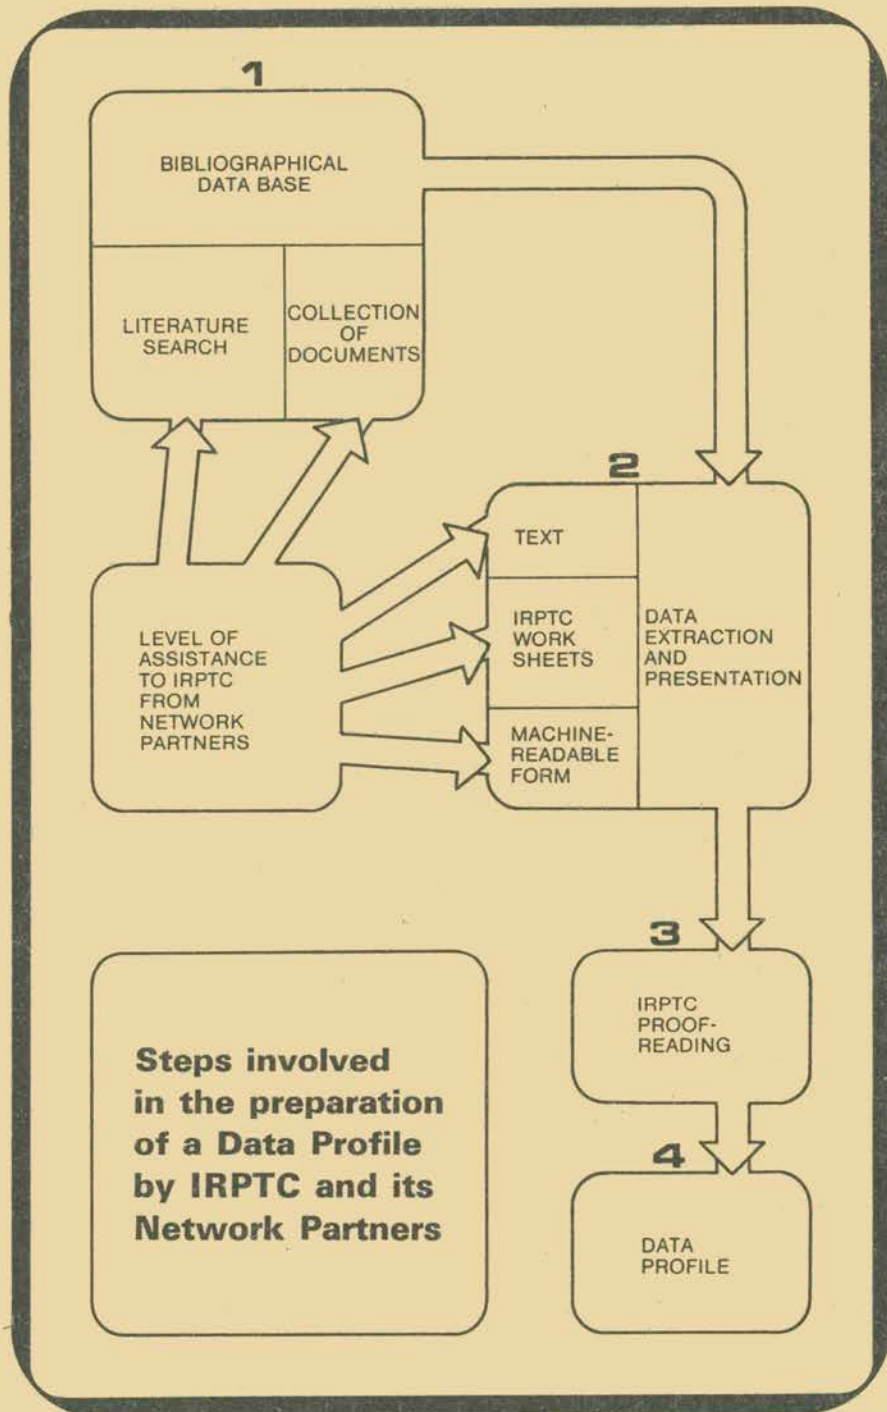 1
BIBLIOGRAPHICAL
DATA BASE
LITERATURE
SEARCH
COLLECTION
OF
DOCUMENTS
2
TEXT
IRPTC
WORK
SHEETS
MACHINE-
READABLE
FORM
DATA
EXTRACTION
AND
PRESENTATION
LEVEL OF
ASSISTANCE
TO IRPTC
FROM
NETWORK
PARTNERS
3
IRPTC
PROOF-
READING
4
DATA
PROFILE
Steps involved
in the preparation
of a Data Profile
by IRPTC and its
Network Partners